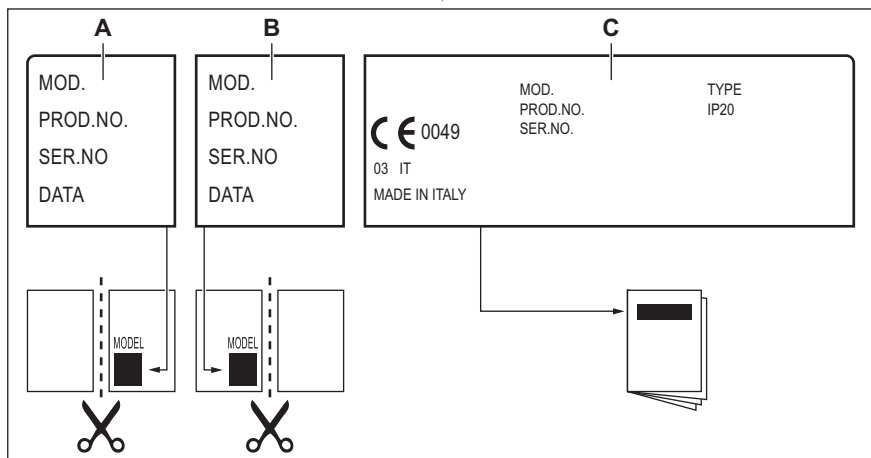 A
B
C
MOD.
PROD.NO.
SER.NO
DATA
MOD.
PROD.NO.
SER.NO
DATA
MOD.
PROD.NO.
SER.NO.
TYPE
IP20
CE 0049
03 IT
MADE IN ITALY
MODEL
MODEL